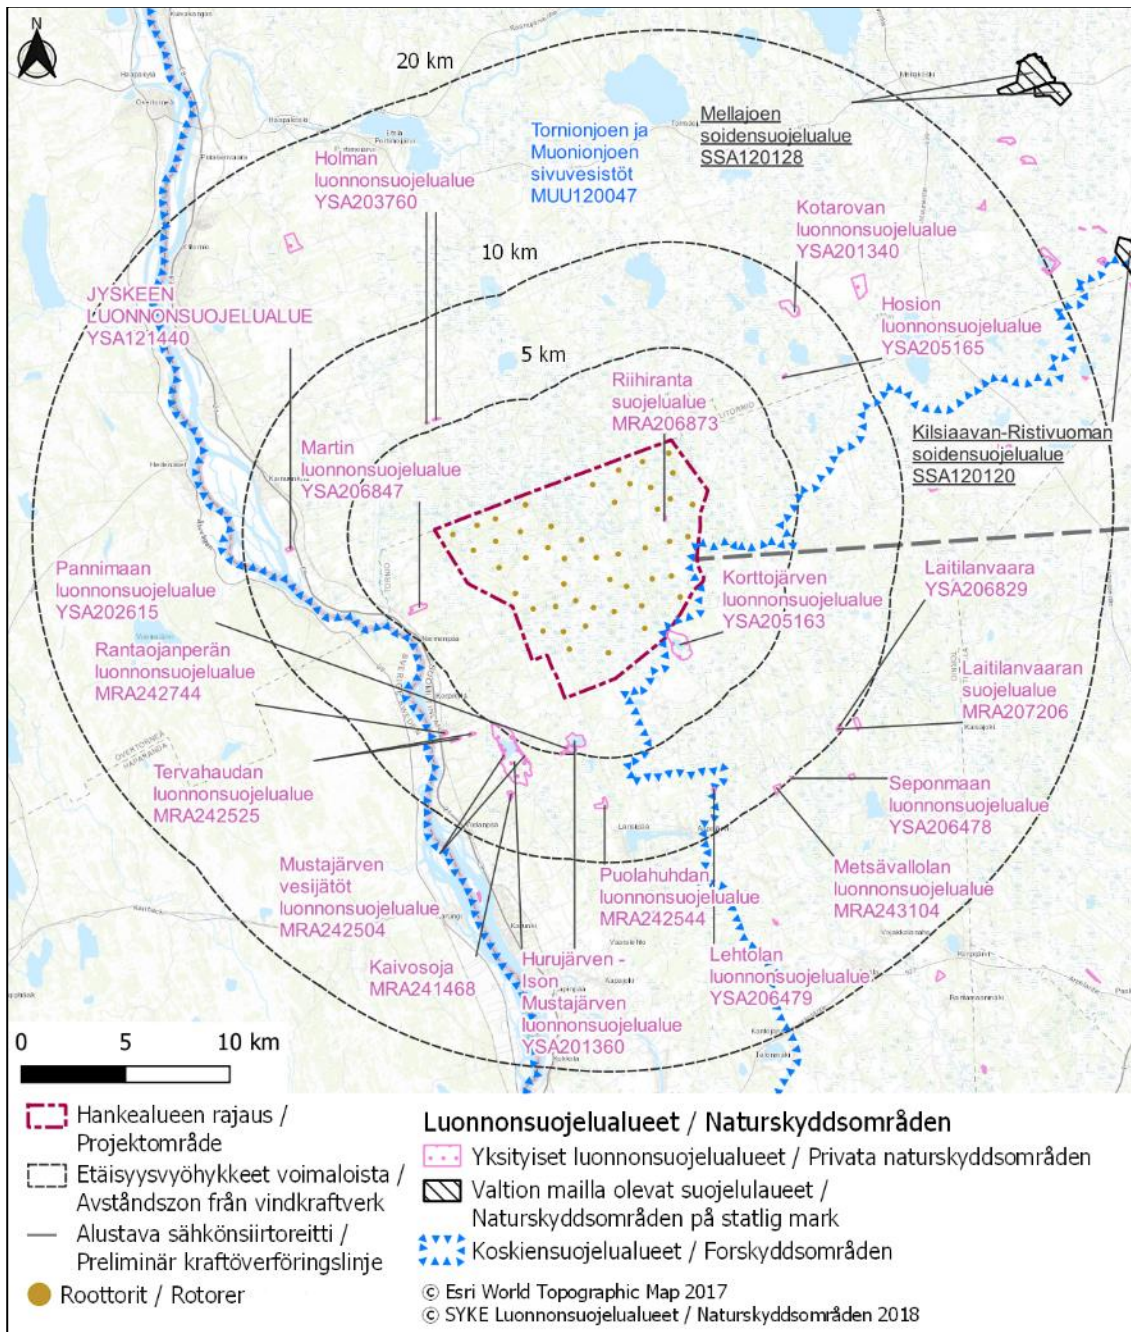 N
20 km
Mellajoen
soidensuojelualue
SSA120128
Tornionjoen ja
Muonionjoen
sivuvesistöt
MUU120047
Holman
luonnonsuojelualue
YSA203760
Kotarovan
luonnonsuojelualue
YSA201340
10 km
JYSKEEN
LUONNONSUOJELUALUE
YSA121440
Hosion
luonnonsuojelualue
YSA205165
5 km
Riihiranta
suojelualue
MRA206873
Kilsiaavan-Ristivuoman
soidensuojelualue
SSA120120
Martin
luonnonsuojelualue
YSA206847
Pannimaan
luonnonsuojelualue
YSA202615
Korttojärven
luonnonsuojelualue
YSA205163
Laitilanvaara
YSA206829
Rantaojanperän
luonnonsuojelualue
MRA242744
Laitilanvaaran
suojelualue
MRA207206
Tervahaudan
luonnonsuojelualue
MRA242525
Seponmaan
luonnonsuojelualue
YSA206478
Mustajärven
vesijätöt
luonnonsuojelualue
MRA242504
Puolahuhdan
luonnonsuojelualue
MRA242544
Metsävallolan
luonnonsuojelualue
MRA243104
Kaivosoja
MRA241468
Hurujärven -
Ison
Mustajärven
luonnonsuojelualue
YSA201360
Lehtolan
luonnonsuojelualue
YSA206479
0 5 10 km
Hankealueen rajaus /
Projektområde
Etäisyysvyöhykkeet voimaloista /
Avståndszon från vindkraftverk
Alustava sähkönsiirtoreitti /
Preliminär kraftöverföringslinje
Roottorit / Rotorer
Luonnonsuojelualueet / Naturskyddsområden
Yksityiset luonnonsuojelualueet / Privata naturskyddsområden
Valtion mailla olevat suojelulaueet /
Naturskyddsområden på statlig mark
Koskiensuojelualueet / Forskyddsområden
© Esri World Topographic Map 2017
© SYKE Luonnonsuojelualueet / Naturskyddsområden 2018